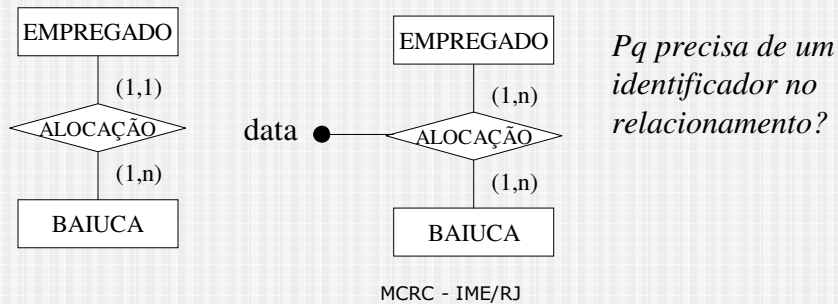 EMPREGADO
(1,1)
ALOCAÇÃO
(1,n)
BAIUCA
EMPREGADO
(1,n)
data
ALOCAÇÃO
(1,n)
BAIUCA
Pq precisa de um
identificador no
relacionamento?
MCRC - IME/RJ